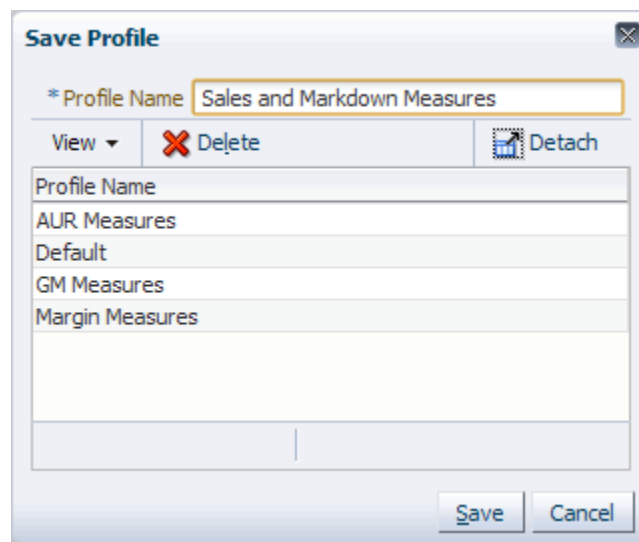 Save Profile
* Profile Name Sales and Markdown Measures
View Delete Detach
Profile Name
AUR Measures
Default
GM Measures
Margin Measures
Save Cancel